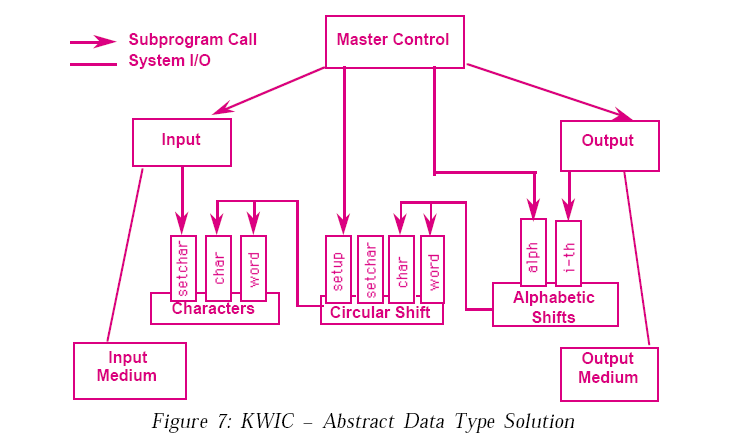 Subprogram Call
System I/O
Master Control
Input
Output
setchar
char
word
setup
setchar
char
word
alph
i-th
Characters
Circular Shift
Alphabetic
Shifts
Input
Medium
Output
Medium
Figure 7: KWIC – Abstract Data Type Solution